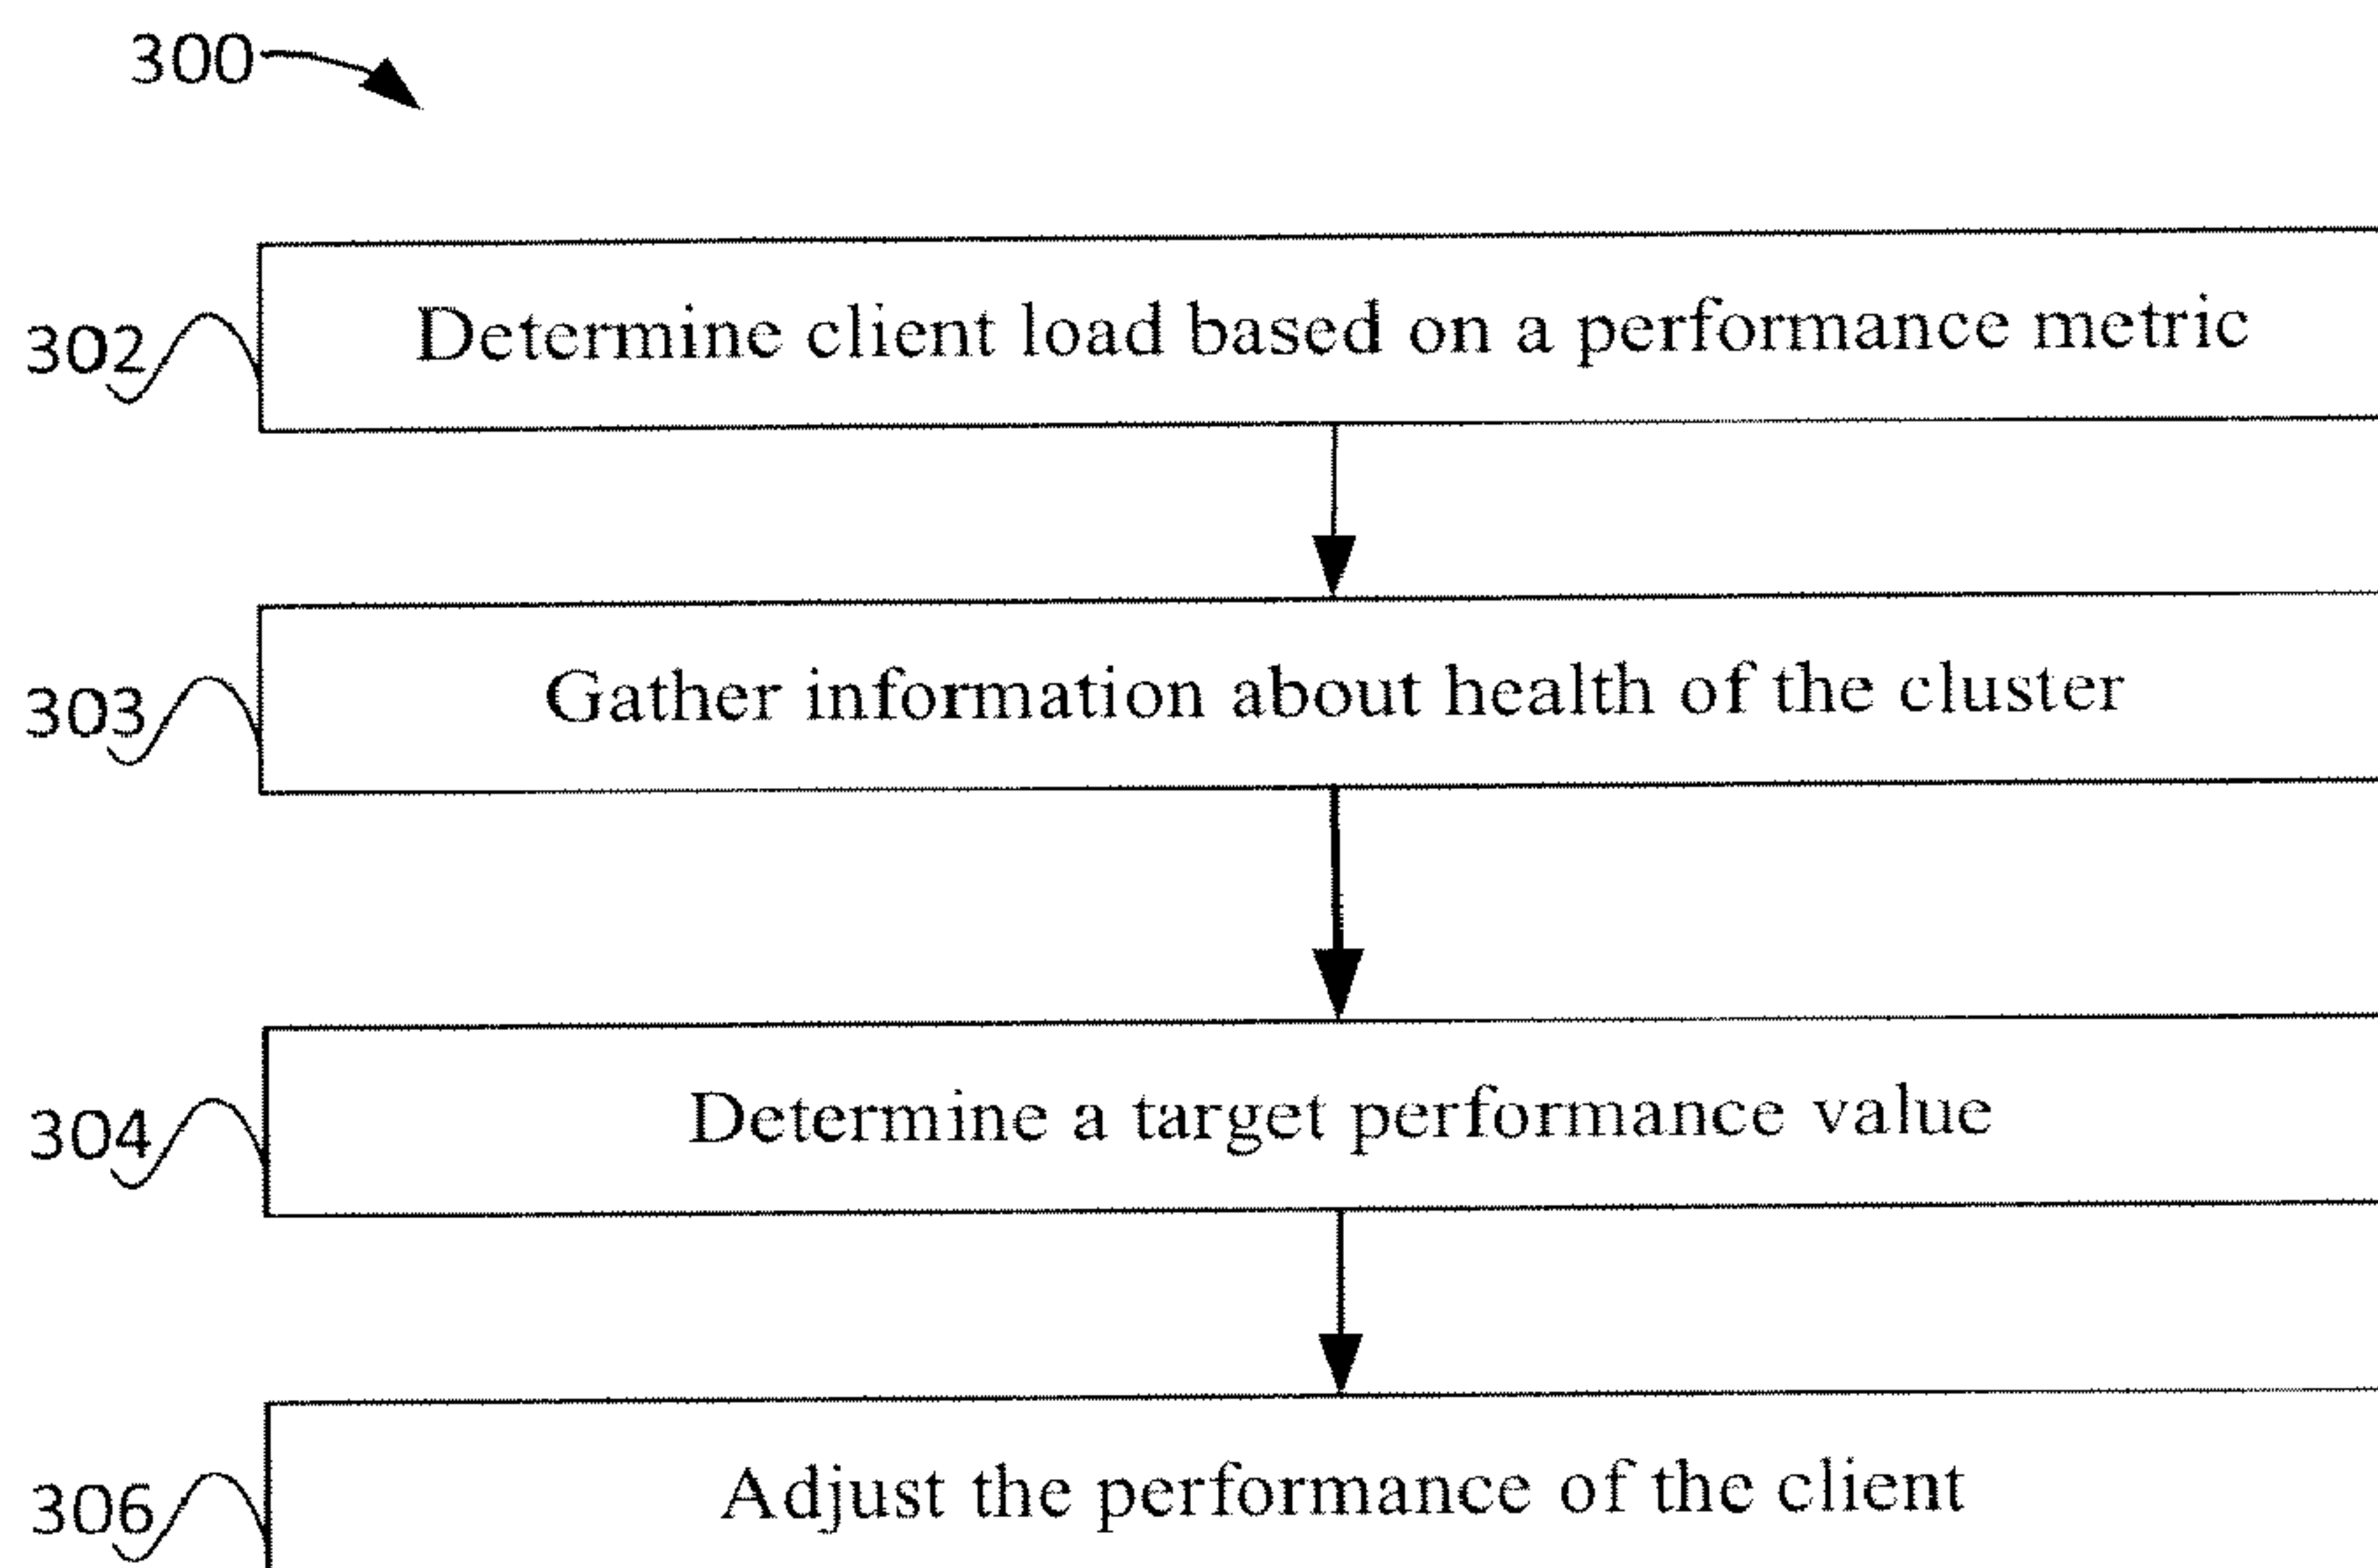 300
302 Determine client load based on a performance metric
303 Gather information about health of the cluster
304 Determine a target performance value
306 Adjust the performance of the client